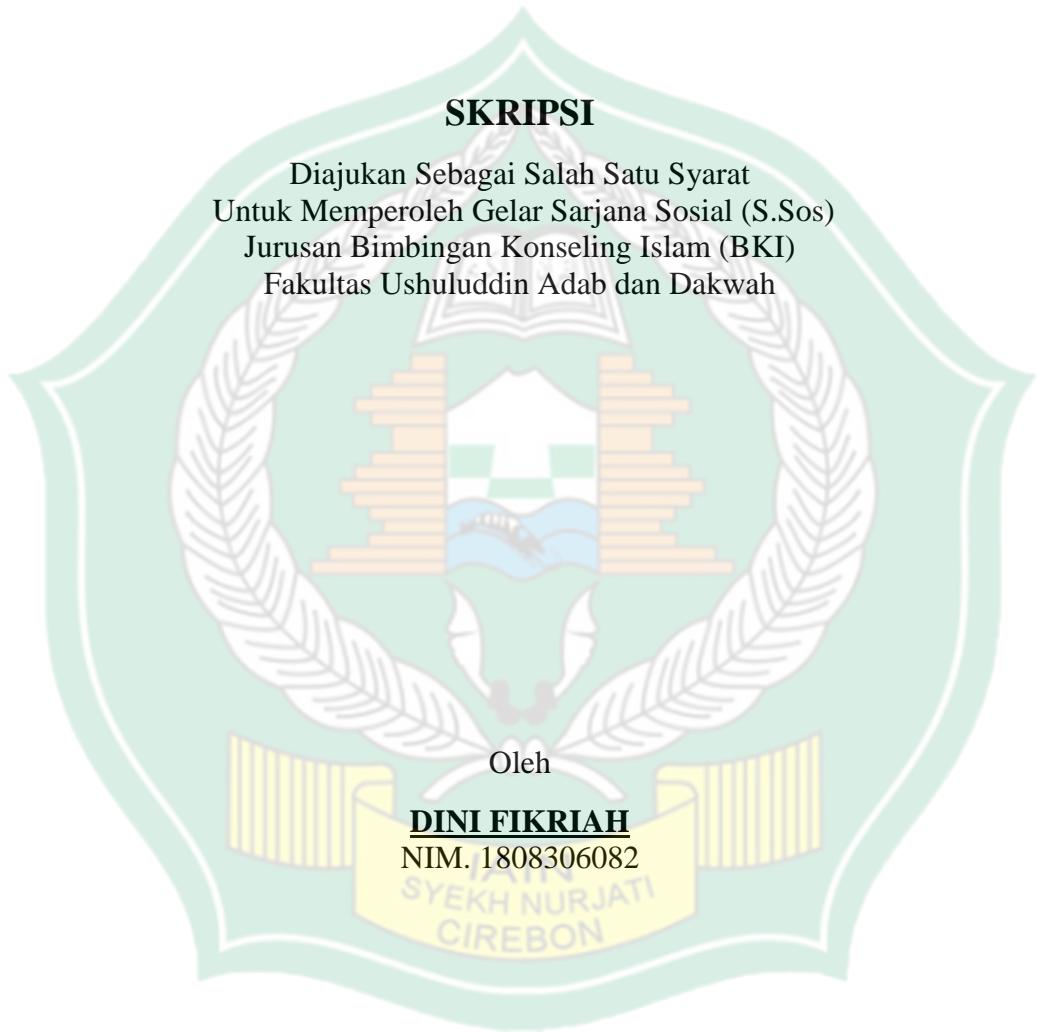 SKRIPSI
Diajukan Sebagai Salah Satu Syarat
Untuk Memperoleh Gelar Sarjana Sosial (S.Sos)
Jurusan Bimbingan Konseling Islam (BKI)
Fakultas Ushuluddin Adab dan Dakwah
Oleh
DINI FIKRIAH
NIM. 1808306082
IAIN
SYEKH NURJATI
CIREBON